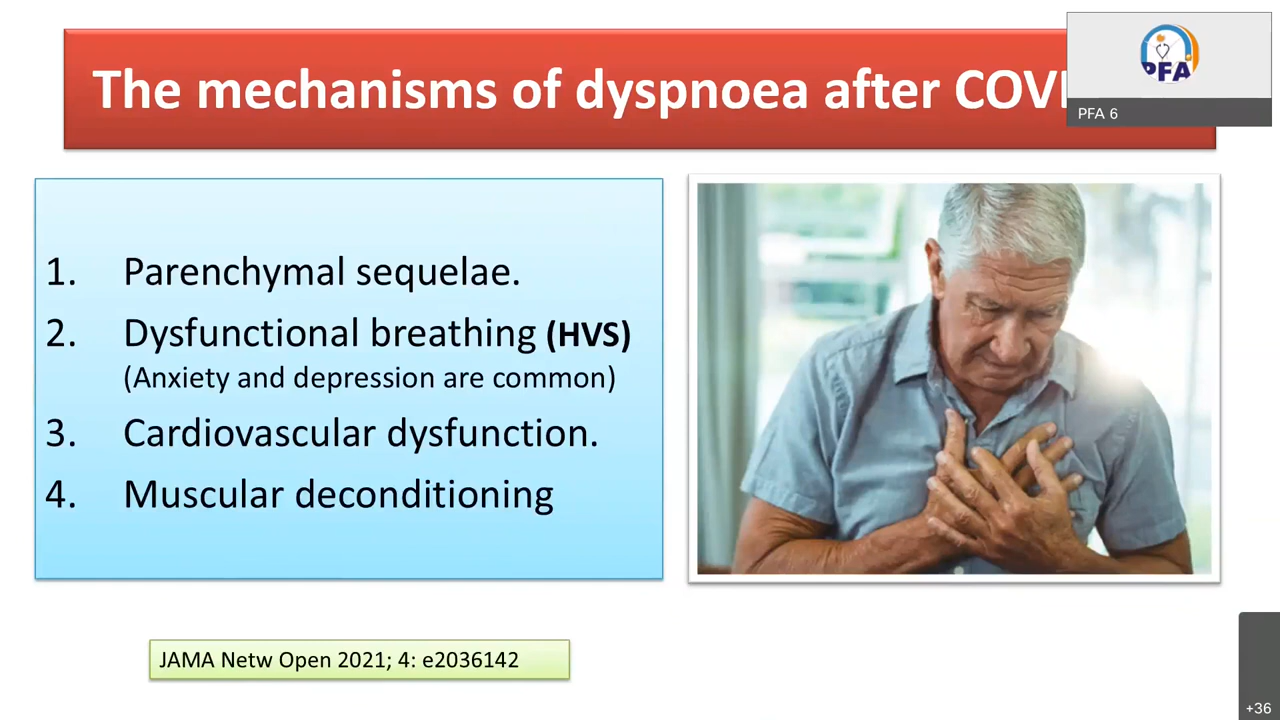 The mechanisms of dyspnoea after
PFA
PFA 6
1. Parenchymal sequelae.
2. Dysfunctional breathing (HVS)
(Anxiety and depression are common)
3. Cardiovascular dysfunction.
4. Muscular deconditioning
JAMA Netw Open 2021; 4: e2036142
+36